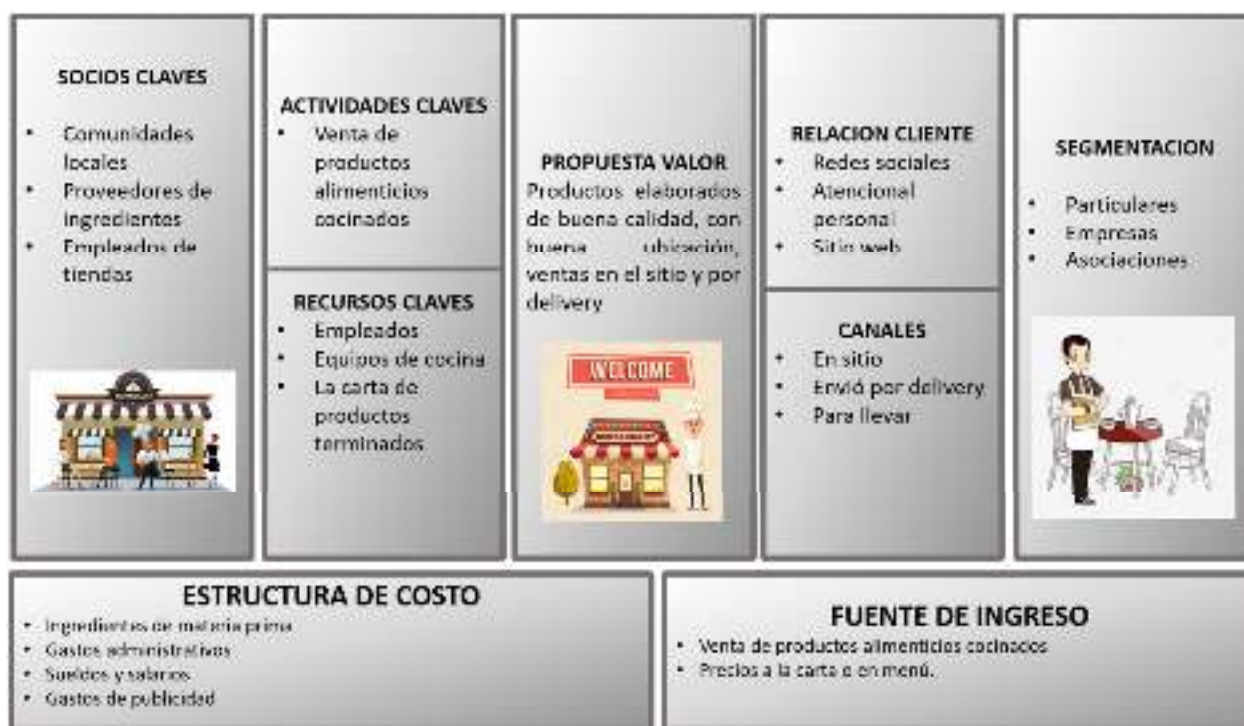 SOCIOS CLAVES
• Comunidades
locales
• Proveedores de
ingredientes
• Empleados de
tiendas
ACTIVIDADES CLAVES
• Venta de
productos
alimenticios
cocinados
RECURSOS CLAVES
• Empleados
• Equipos de cocina
• La carta de
productos
terminados
PROPUESTA VALOR
Productos elaborados
de buena calidad, con
buena ubicación,
ventas en el sitio y por
delivery
WELCOME
RELACION CLIENTE
• Redes sociales
• Atencional
personal
• Sitio web
CANALES
• En sitio
• Envió por delivery
• Para llevar
SEGMENTACION
• Particulares
• Empresas
• Asociaciones
ESTRUCTURA DE COSTO
• Ingredientes de materia prima
• Gastos administrativos
• Sueldos y salarios
• Gastos de publicidad
FUENTE DE INGRESO
• Venta de productos alimenticios cocinados
• Precios a la carta o en menú.